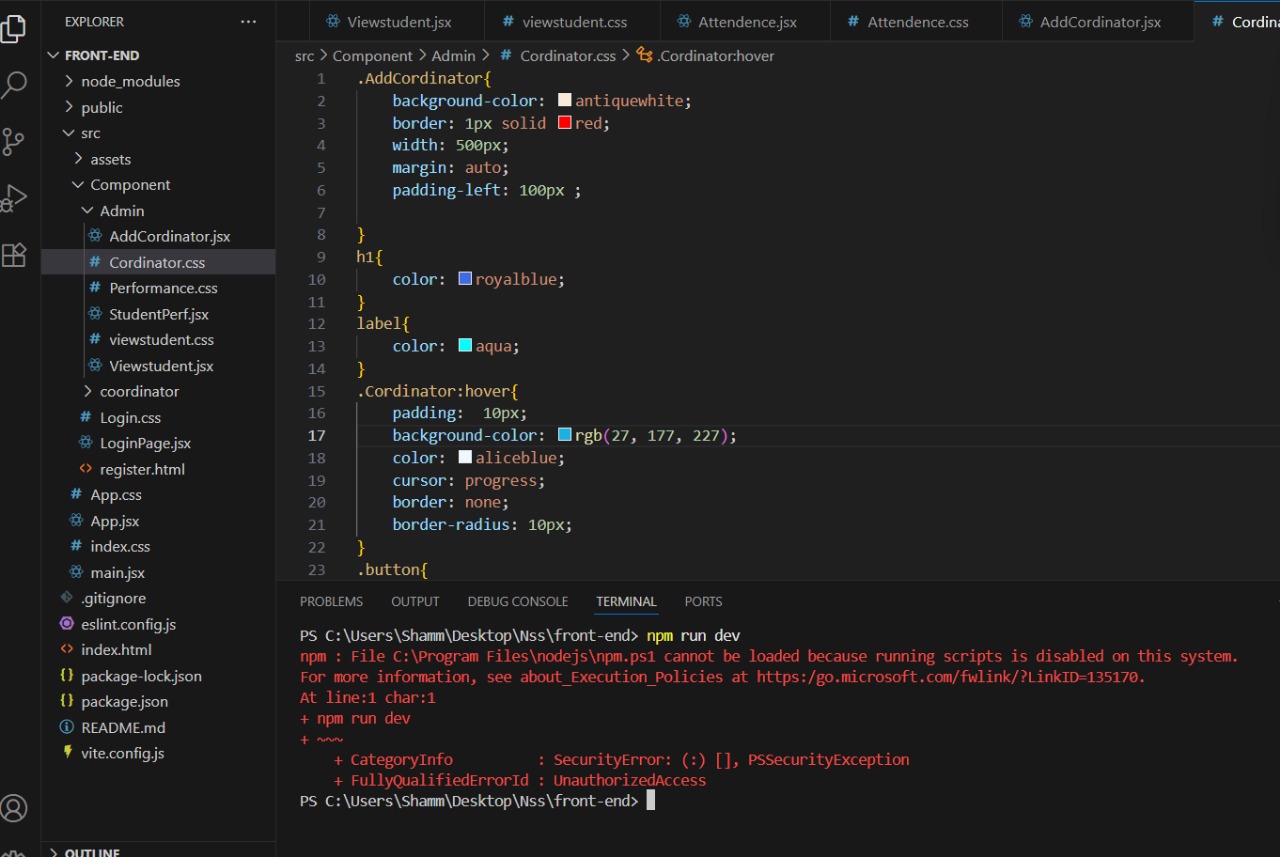 EXPLORER
FRONT-END
node_modules
public
src
assets
Component
Admin
AddCordinator.jsx
Cordinator.css
Performance.css
StudentPerf.jsx
viewstudent.css
Viewstudent.jsx
coordinator
Login.css
LoginPage.jsx
register.html
App.css
App.jsx
index.css
main.jsx
.gitignore
eslint.config.js
index.html
package-lock.json
package.json
README.md
vite.config.js
OUTLINE
Viewstudent.jsx # viewstudent.css Attendence.jsx # Attendence.css AddCordinator.jsx # Cordina
src > Component > Admin > # Cordinator.css > .Cordinator:hover
1 .AddCordinator{
2 background-color: antiquewhite;
3 border: 1px solid red;
4 width: 500px;
5 margin: auto;
6 padding-left: 100px ;
7
8 }
9 h1{
10 color: royalblue;
11 }
12 label{
13 color: aqua;
14 }
15 .Cordinator:hover{
16 padding:  10px;
17 background-color: rgb(27, 177, 227);
18 color: aliceblue;
19 cursor: progress;
20 border: none;
21 border-radius: 10px;
22 }
23 .button{
PROBLEMS OUTPUT DEBUG CONSOLE TERMINAL PORTS
PS C:\Users\Shamm\Desktop\Nss\front-end> npm run dev
npm : File C:\Program Files\nodejs\npm.ps1 cannot be loaded because running scripts is disabled on this system.
For more information, see about_Execution_Policies at https:/go.microsoft.com/fwlink/?LinkID=135170.
At line:1 char:1
+ npm run dev
+ ~~~
+ CategoryInfo          : SecurityError: (:) [], PSSecurityException
+ FullyQualifiedErrorId : UnauthorizedAccess
PS C:\Users\Shamm\Desktop\Nss\front-end>